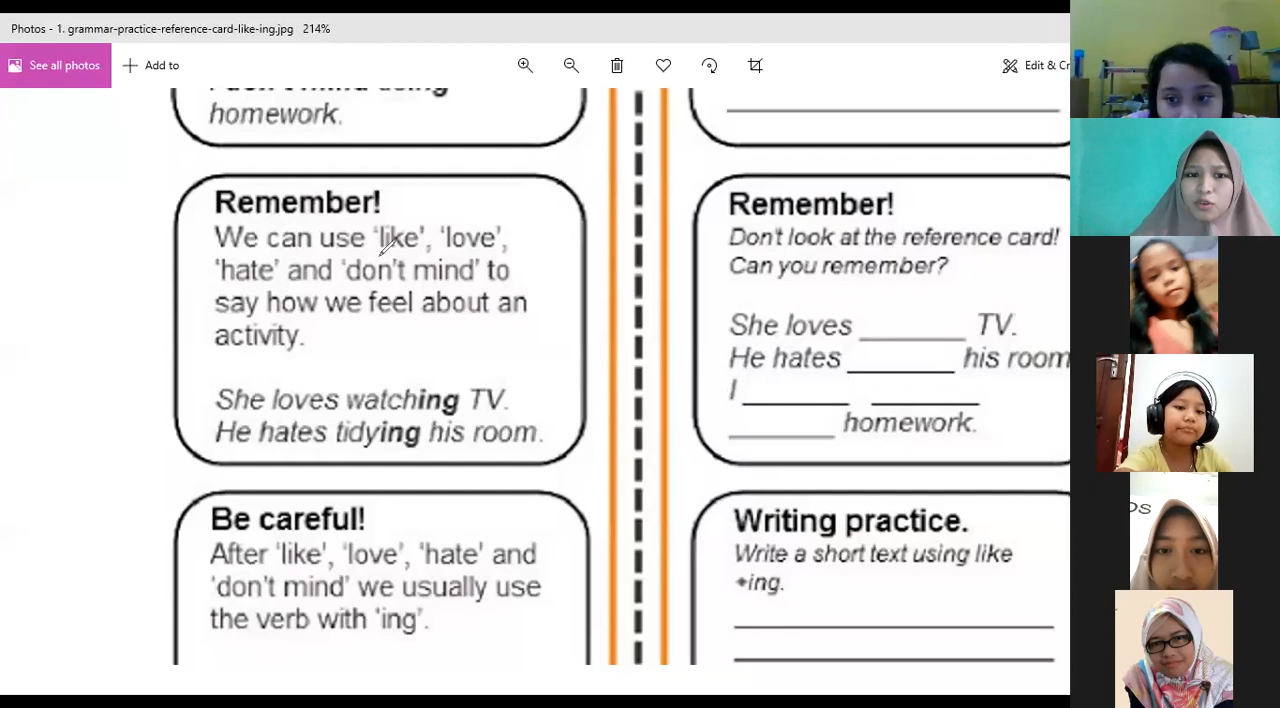 Photos - 1. grammar-practice-reference-card-like-ing.jpg 214%
See all photos
Add to
Edit & Cr
homework.
Remember!
We can use 'like', 'love',
'hate' and 'don't mind' to
say how we feel about an
activity.
She loves watching TV.
He hates tidying his room.
Be careful!
After 'like', 'love', 'hate' and
'don't mind' we usually use
the verb with 'ing'.
Remember!
Don't look at the reference card!
Can you remember?
She loves ________ TV.
He hates ________ his room
I ________ ________
________ homework.
Writing practice.
Write a short text using like
+ing.